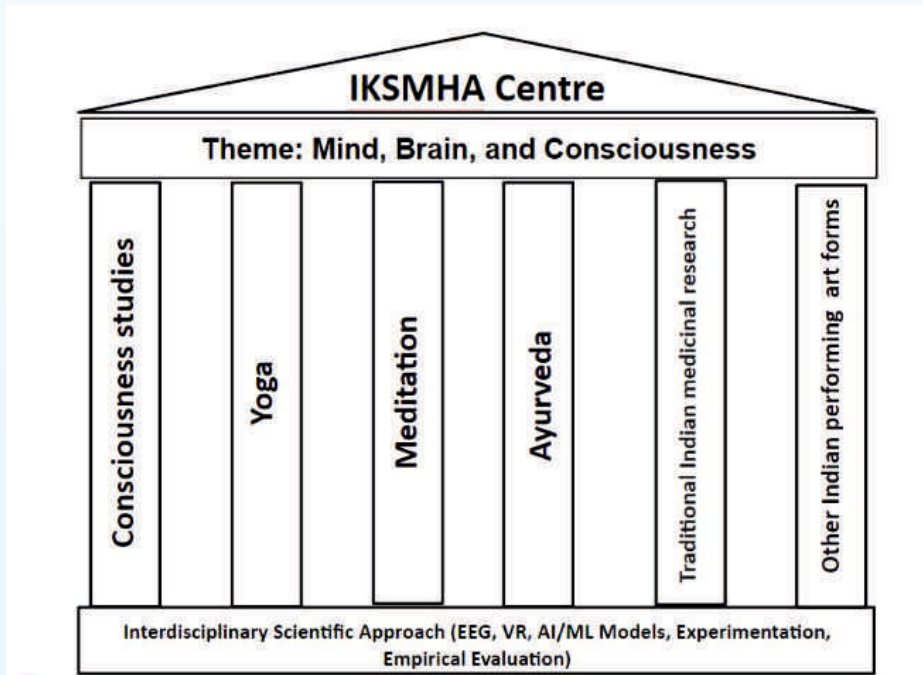 IKSMHA Centre
Theme: Mind, Brain, and Consciousness
Consciousness studies
Yoga
Meditation
Ayurveda
Traditional Indian medicinal research
Other Indian performing art forms
Interdisciplinary Scientific Approach (EEG, VR, AI/ML Models, Experimentation,
Empirical Evaluation)